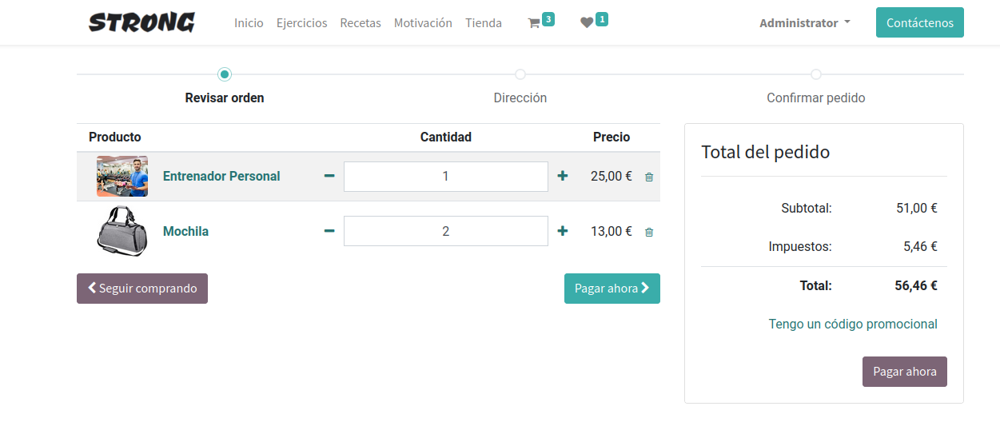 STRONG Inicio Ejercicios Recetas Motivación Tienda 3 1 Administrator Contáctenos
Revisar orden Dirección Confirmar pedido
Producto Cantidad Precio
Entrenador Personal 1 25,00 €
Mochila 2 13,00 €
Seguir comprando Pagar ahora
Total del pedido
Subtotal: 51,00 €
Impuestos: 5,46 €
Total: 56,46 €
Tengo un código promocional
Pagar ahora